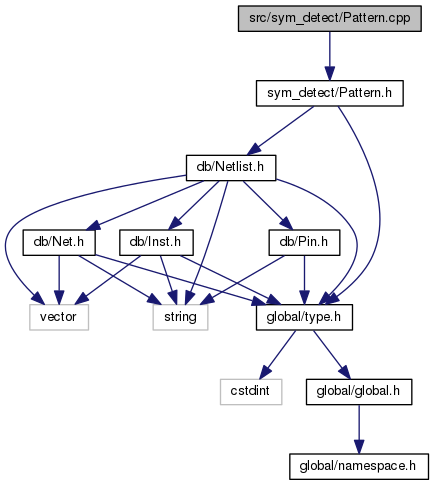 src/sym_detect/Pattern.cpp
sym_detect/Pattern.h
db/Netlist.h
db/Net.h
db/Inst.h
db/Pin.h
vector
string
global/type.h
cstdint
global/global.h
global/namespace.h